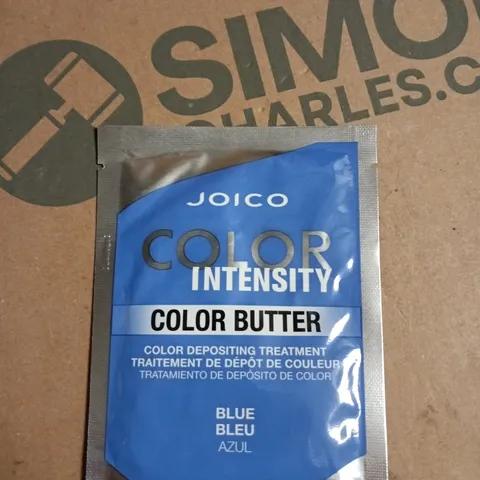 SIMO
CHARLES.C
JOICO
COLOR
INTENSITY
COLOR BUTTER
COLOR DEPOSITING TREATMENT
TRAITEMENT DE DÉPÔT DE COULEUR
TRATAMIENTO DE DEPÓSITO DE COLOR
BLUE
BLEU
AZUL